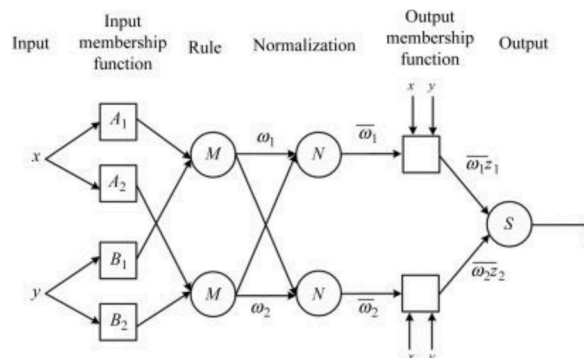 Input
Input
membership
function
Rule
Normalization
Output
membership
function
Output
x y
A₁
x
A₂
B₁
y
B₂
M
M
ω₁
ω₂
N
N
ω̅₁
ω̅₂
ω̅₁z₁
ω̅₂z₂
S
x y